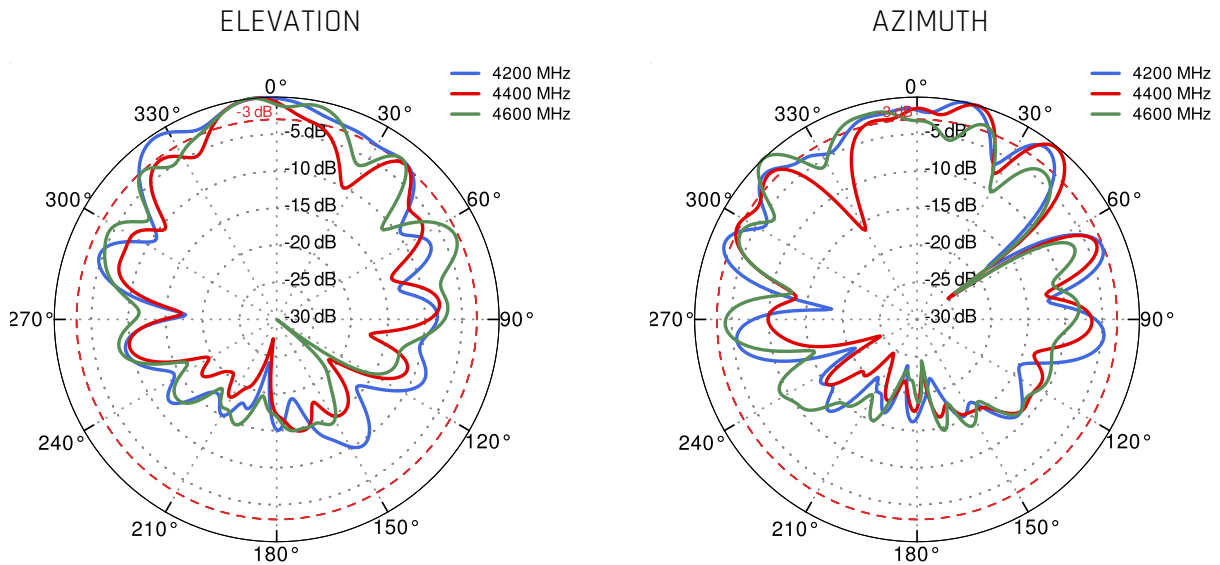 ELEVATION
4200 MHz
4400 MHz
4600 MHz
0°
30°
60°
90°
120°
150°
180°
210°
240°
270°
300°
330°
-3 dB
-5 dB
-10 dB
-15 dB
-20 dB
-25 dB
-30 dB
AZIMUTH
4200 MHz
4400 MHz
4600 MHz
0°
30°
60°
90°
120°
150°
180°
210°
240°
270°
300°
330°
-3 dB
-5 dB
-10 dB
-15 dB
-20 dB
-25 dB
-30 dB